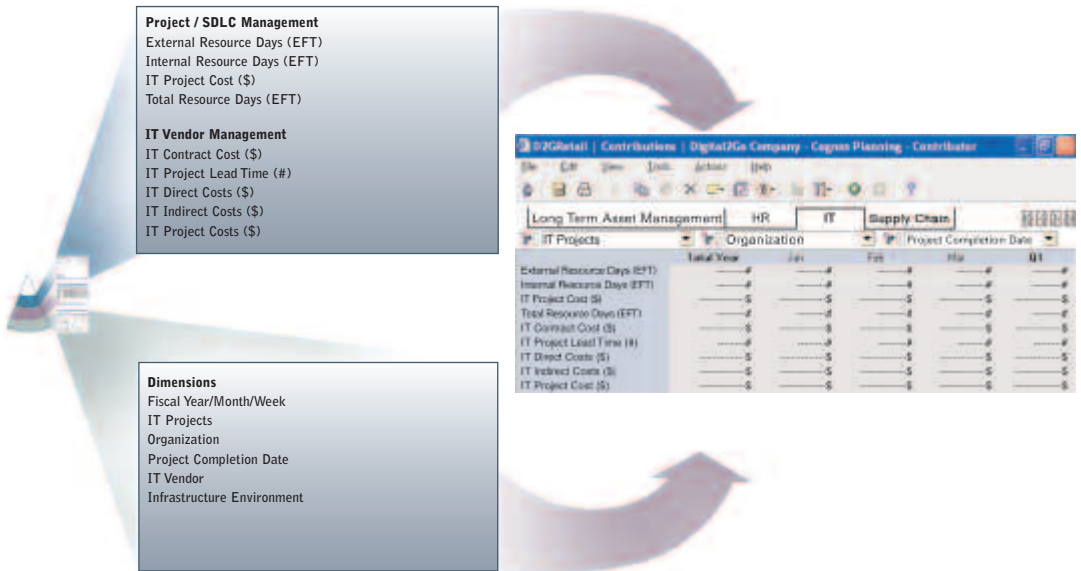 Project / SDLC Management
External Resource Days (EFT)
Internal Resource Days (EFT)
IT Project Cost ($)
Total Resource Days (EFT)
IT Vendor Management
IT Contract Cost ($)
IT Project Lead Time (#)
IT Direct Costs ($)
IT Indirect Costs ($)
IT Project Costs ($)
Dimensions
Fiscal Year/Month/Week
IT Projects
Organization
Project Completion Date
IT Vendor
Infrastructure Environment
D2GRetail | Contributions | Digital2Go Company - Cognos Planning - Contributor
File Edit View Tools Actions Help
Long Term Asset Management HR IT Supply Chain
IT Projects Organization Project Completion Date
Total Year Jan Feb Mar Q1
External Resource Days (EFT) # # # # #
Internal Resource Days (EFT) # # # # #
IT Project Cost ($) $ $ $ $ $
Total Resource Days (EFT) # # # # #
IT Contract Cost ($) $ $ $ $ $
IT Project Lead Time (#) # # # # #
IT Direct Costs ($) $ $ $ $ $
IT Indirect Costs ($) $ $ $ $ $
IT Project Cost ($) $ $ $ $ $